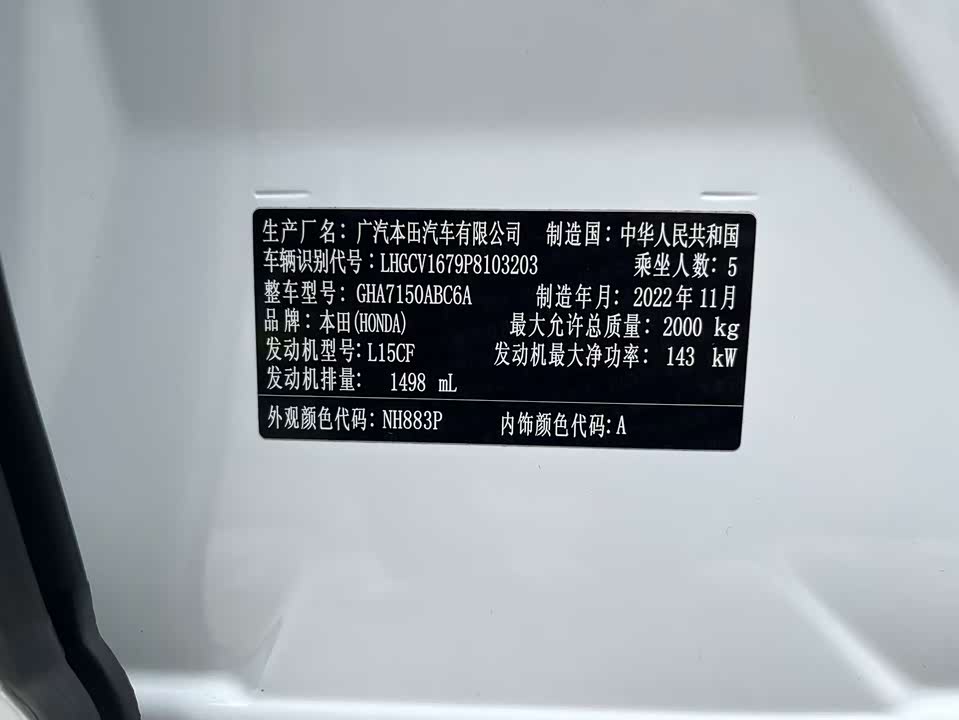 生产厂名：广汽本田汽车有限公司 制造国：中华人民共和国
车辆识别代号：LHGCV1679P8103203 乘坐人数：5
整车型号：GHA7150ABC6A 制造年月：2022年11月
品牌：本田(HONDA) 最大允许总质量：2000 kg
发动机型号：L15CF 发动机最大净功率：143 kW
发动机排量：1498 mL
外观颜色代码：NH883P 内饰颜色代码：A